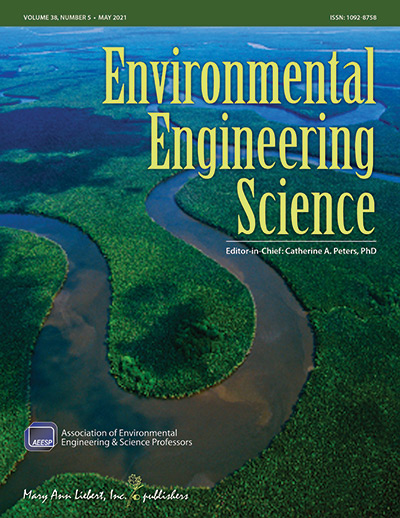 VOLUME 38, NUMBER 5 • MAY 2021 ISSN: 1092-8758
Environmental
Engineering
Science
Editor-in-Chief: Catherine A. Peters, PhD
AEESP
Association of Environmental
Engineering & Science Professors
Mary Ann Liebert, Inc. publishers